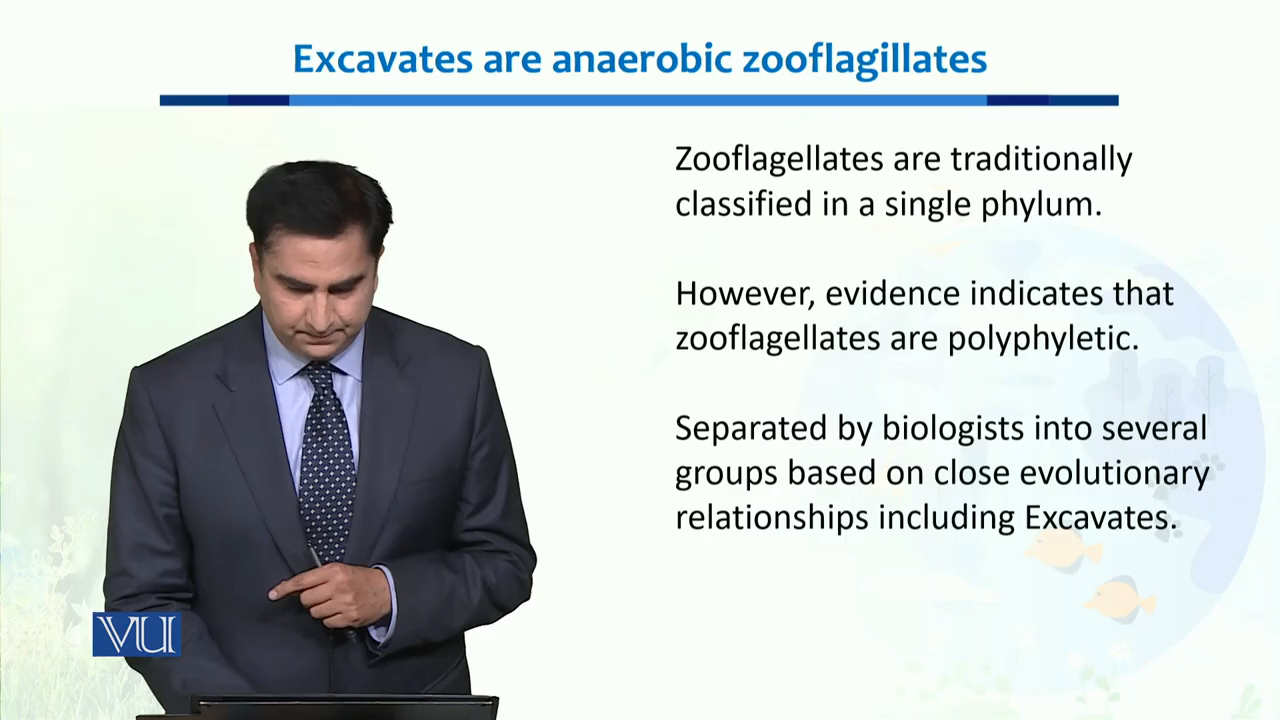 Excavates are anaerobic zooflagillates
Zooflagellates are traditionally
classified in a single phylum.
However, evidence indicates that
zooflagellates are polyphyletic.
Separated by biologists into several
groups based on close evolutionary
relationships including Excavates.
VU